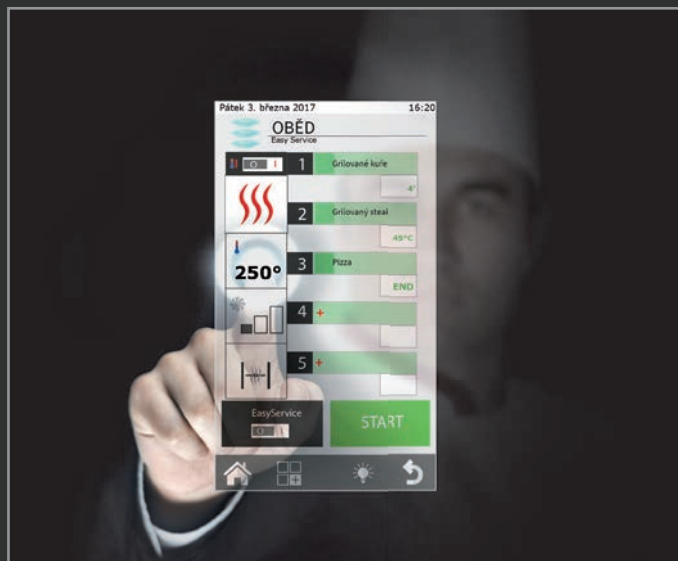 Pátek 3. března 2017 16:20
OBĚD
Easy Service
1 Grilované kuře
-4'
2 Grilovaný steak
49°C
250°
3 Pizza
END
4 +
5 +
EasyService
START